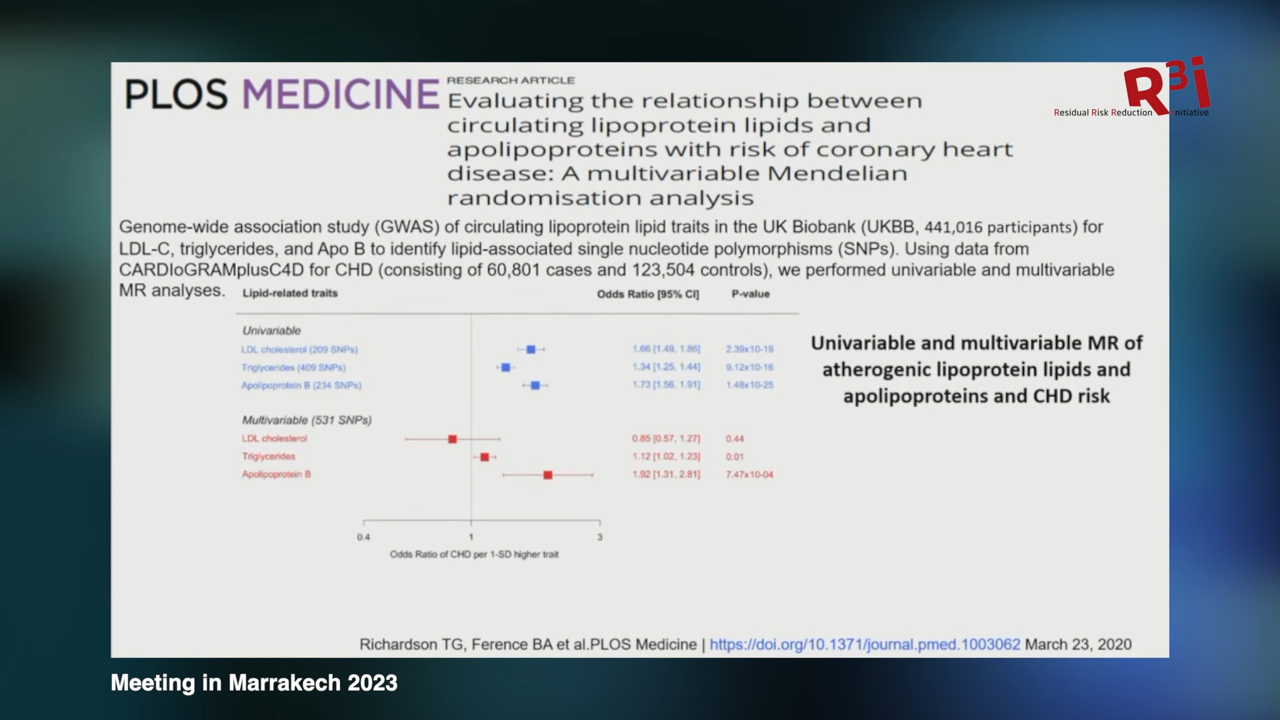 PLOS MEDICINE
RESEARCH ARTICLE
Evaluating the relationship between
circulating lipoprotein lipids and
apolipoproteins with risk of coronary heart
disease: A multivariable Mendelian
randomisation analysis
R3i
Residual Risk Reduction Initiative
Genome-wide association study (GWAS) of circulating lipoprotein lipid traits in the UK Biobank (UKBB, 441,016 participants) for
LDL-C, triglycerides, and Apo B to identify lipid-associated single nucleotide polymorphisms (SNPs). Using data from
CARDIoGRAMplusC4D for CHD (consisting of 60,801 cases and 123,504 controls), we performed univariable and multivariable
MR analyses.
Lipid-related traits Odds Ratio [95% CI] P-value
Univariable
LDL cholesterol (209 SNPs) 1.66 [1.49, 1.86] 2.39x10-19
Triglycerides (409 SNPs) 1.34 [1.25, 1.44] 9.12x10-16
Apolipoprotein B (234 SNPs) 1.73 [1.56, 1.91] 1.48x10-25
Multivariable (531 SNPs)
LDL cholesterol 0.85 [0.57, 1.27] 0.44
Triglycerides 1.12 [1.02, 1.23] 0.01
Apolipoprotein B 1.92 [1.31, 2.81] 7.47x10-04
0.4 1 3
Odds Ratio of CHD per 1-SD higher trait
Univariable and multivariable MR of
atherogenic lipoprotein lipids and
apolipoproteins and CHD risk
Richardson TG, Ference BA et al.PLOS Medicine | https://doi.org/10.1371/journal.pmed.1003062 March 23, 2020
Meeting in Marrakech 2023